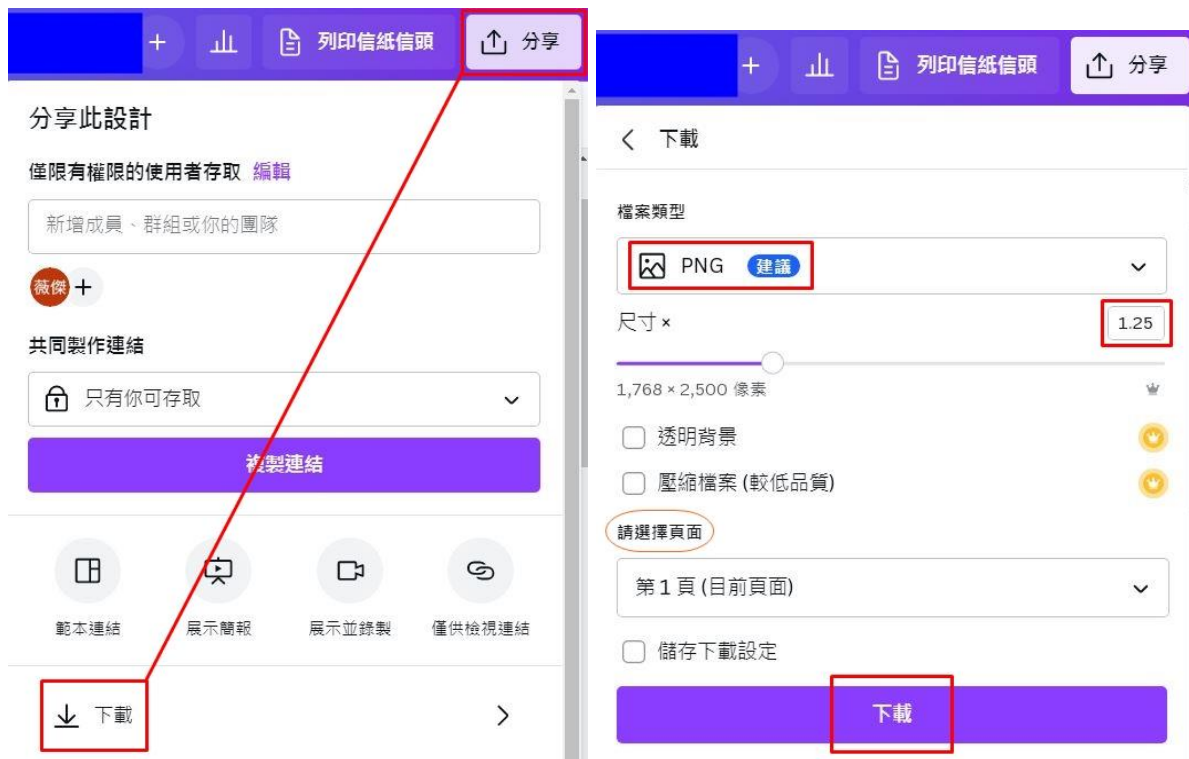 列印信紙信頭
分享
分享此設計
僅限有權限的使用者存取 編輯
新增成員、群組或你的團隊
薇傑
共同製作連結
只有你可存取
複製連結
範本連結
展示簡報
展示並錄製
僅供檢視連結
下載
列印信紙信頭
分享
下載
檔案類型
PNG 建議
尺寸 × 1.25
1,768 × 2,500 像素
透明背景
壓縮檔案 (較低品質)
請選擇頁面
第 1 頁 (目前頁面)
儲存下載設定
下載